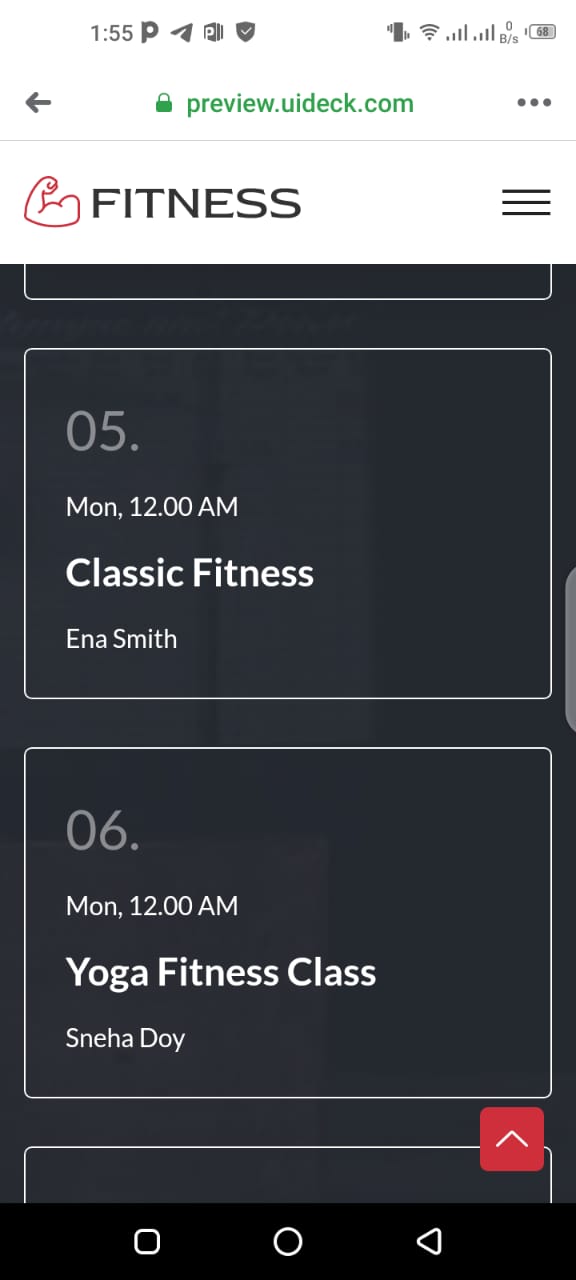 1:55
0
B/s
68
preview.uideck.com
FITNESS
05.
Mon, 12.00 AM
Classic Fitness
Ena Smith
06.
Mon, 12.00 AM
Yoga Fitness Class
Sneha Doy